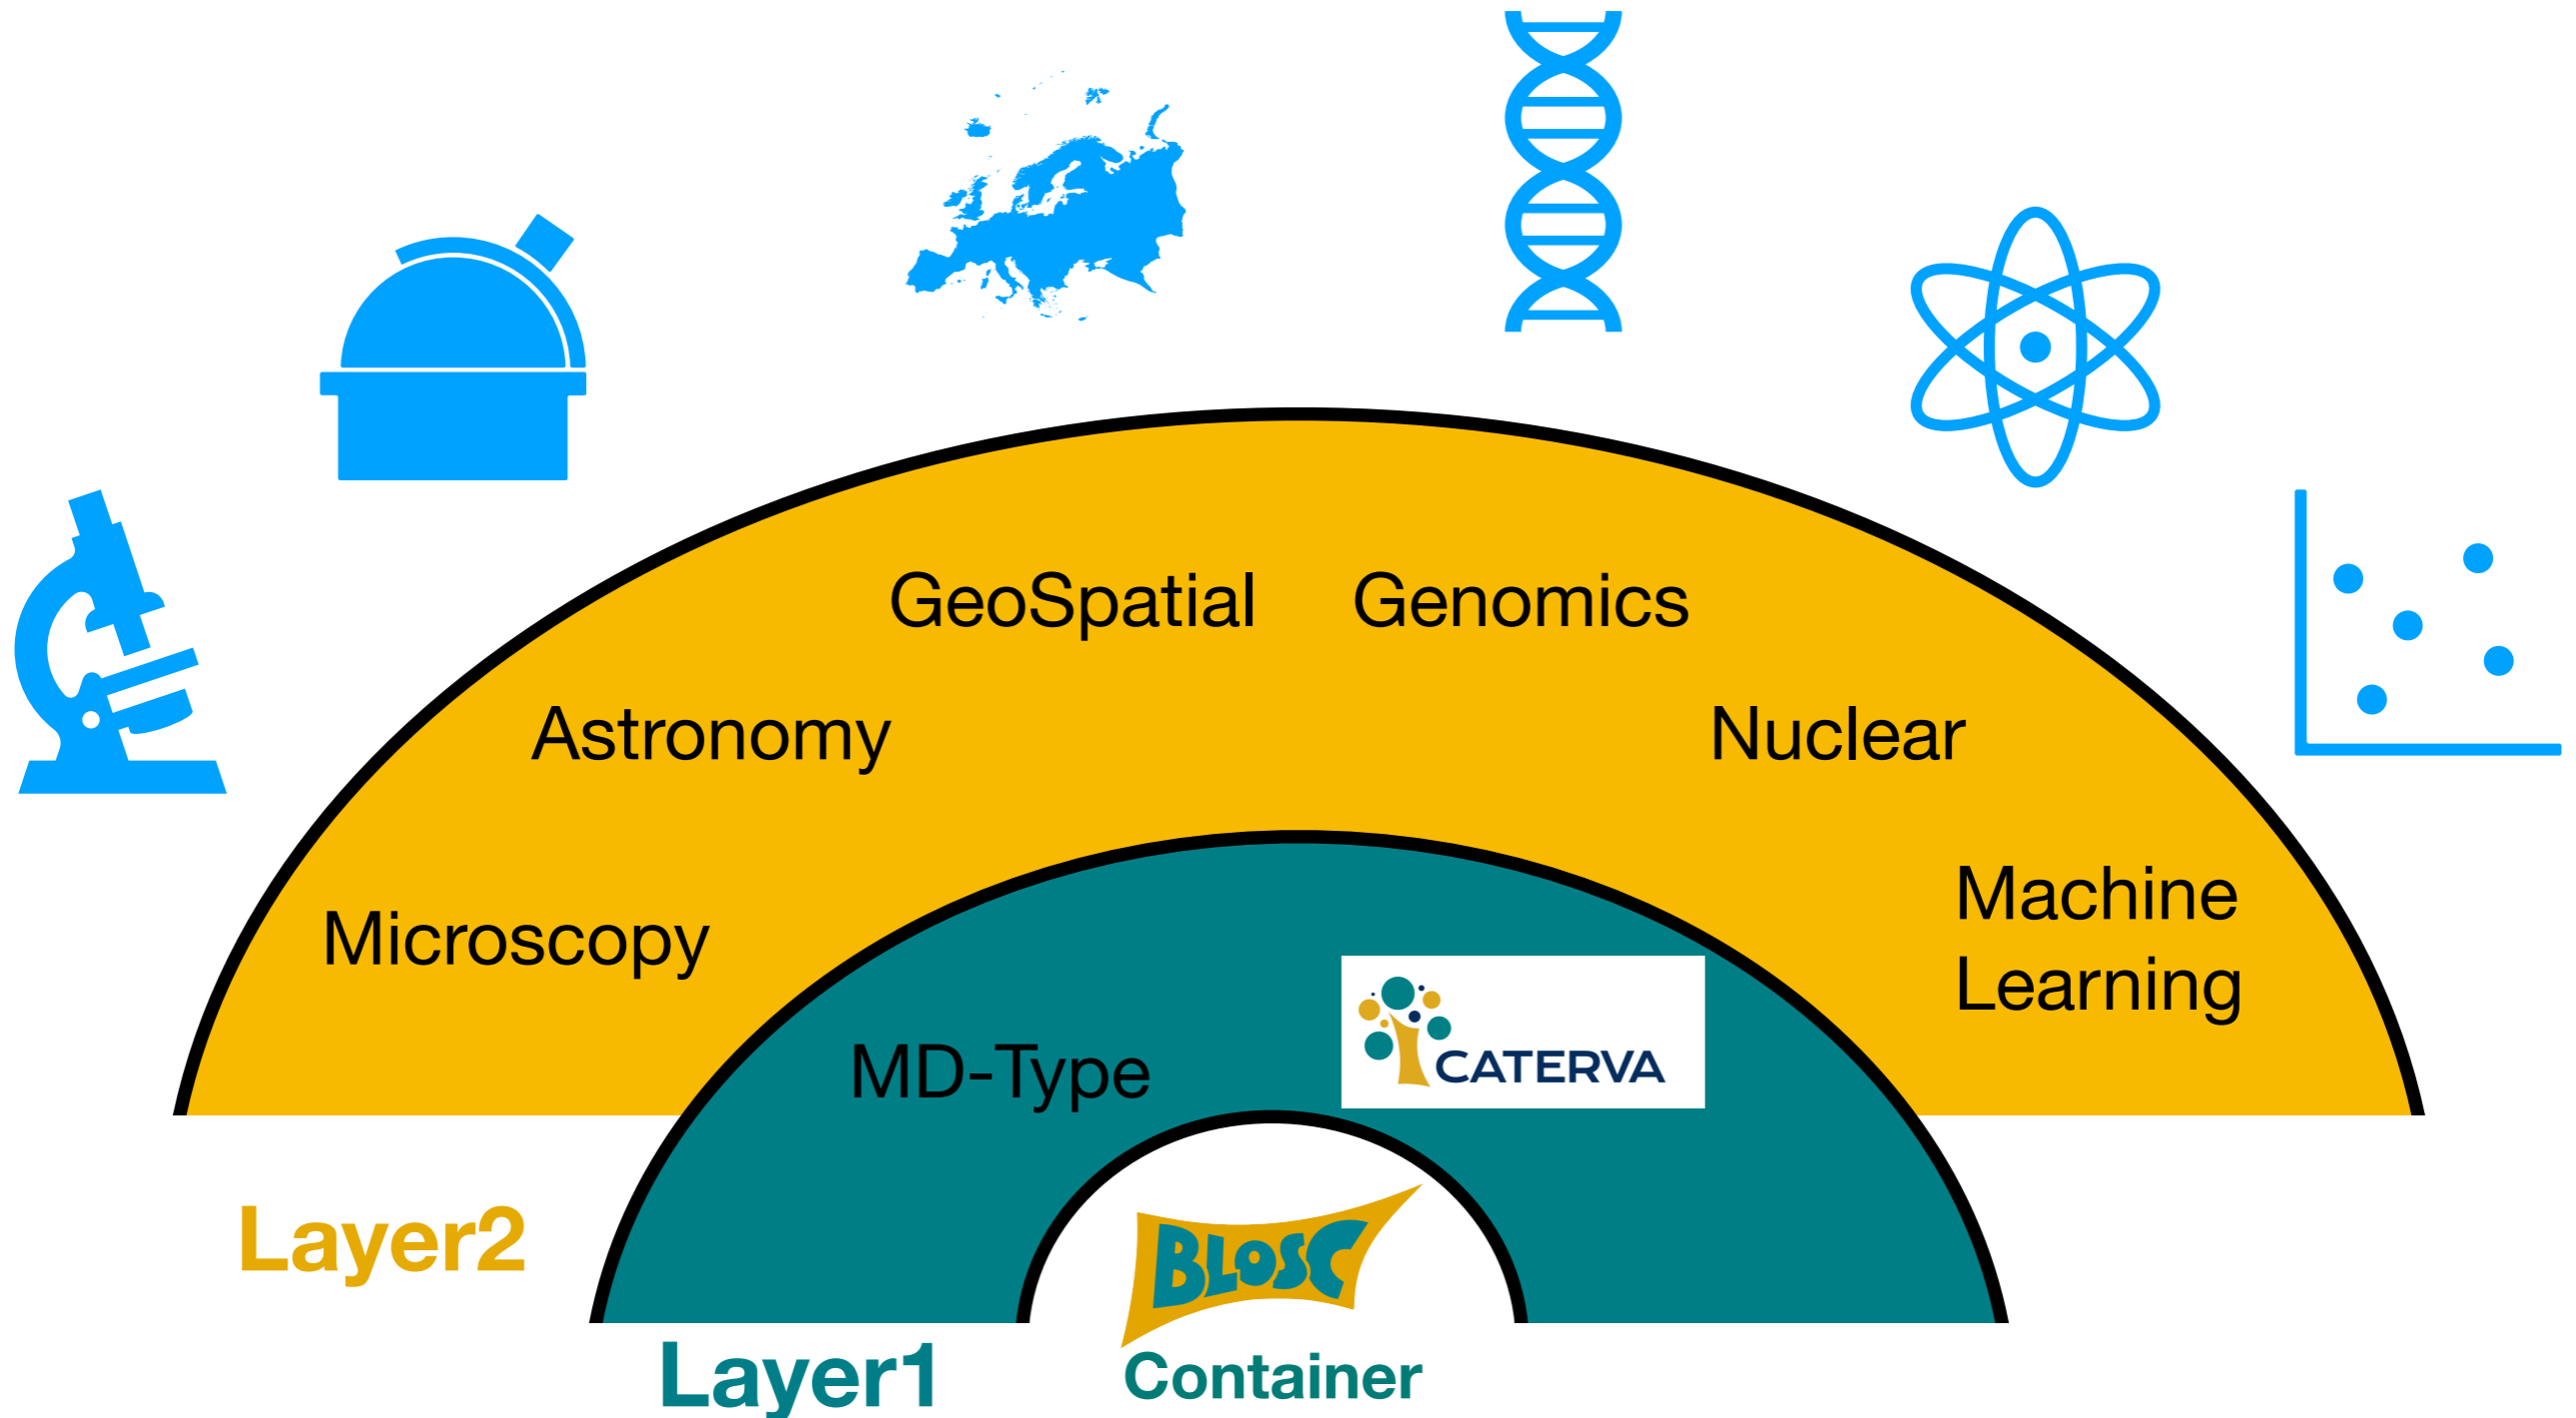 GeoSpatial
Genomics
Astronomy
Nuclear
Microscopy
Machine
Learning
MD-Type
CATERVA
Layer2
BLOSC
Layer1
Container